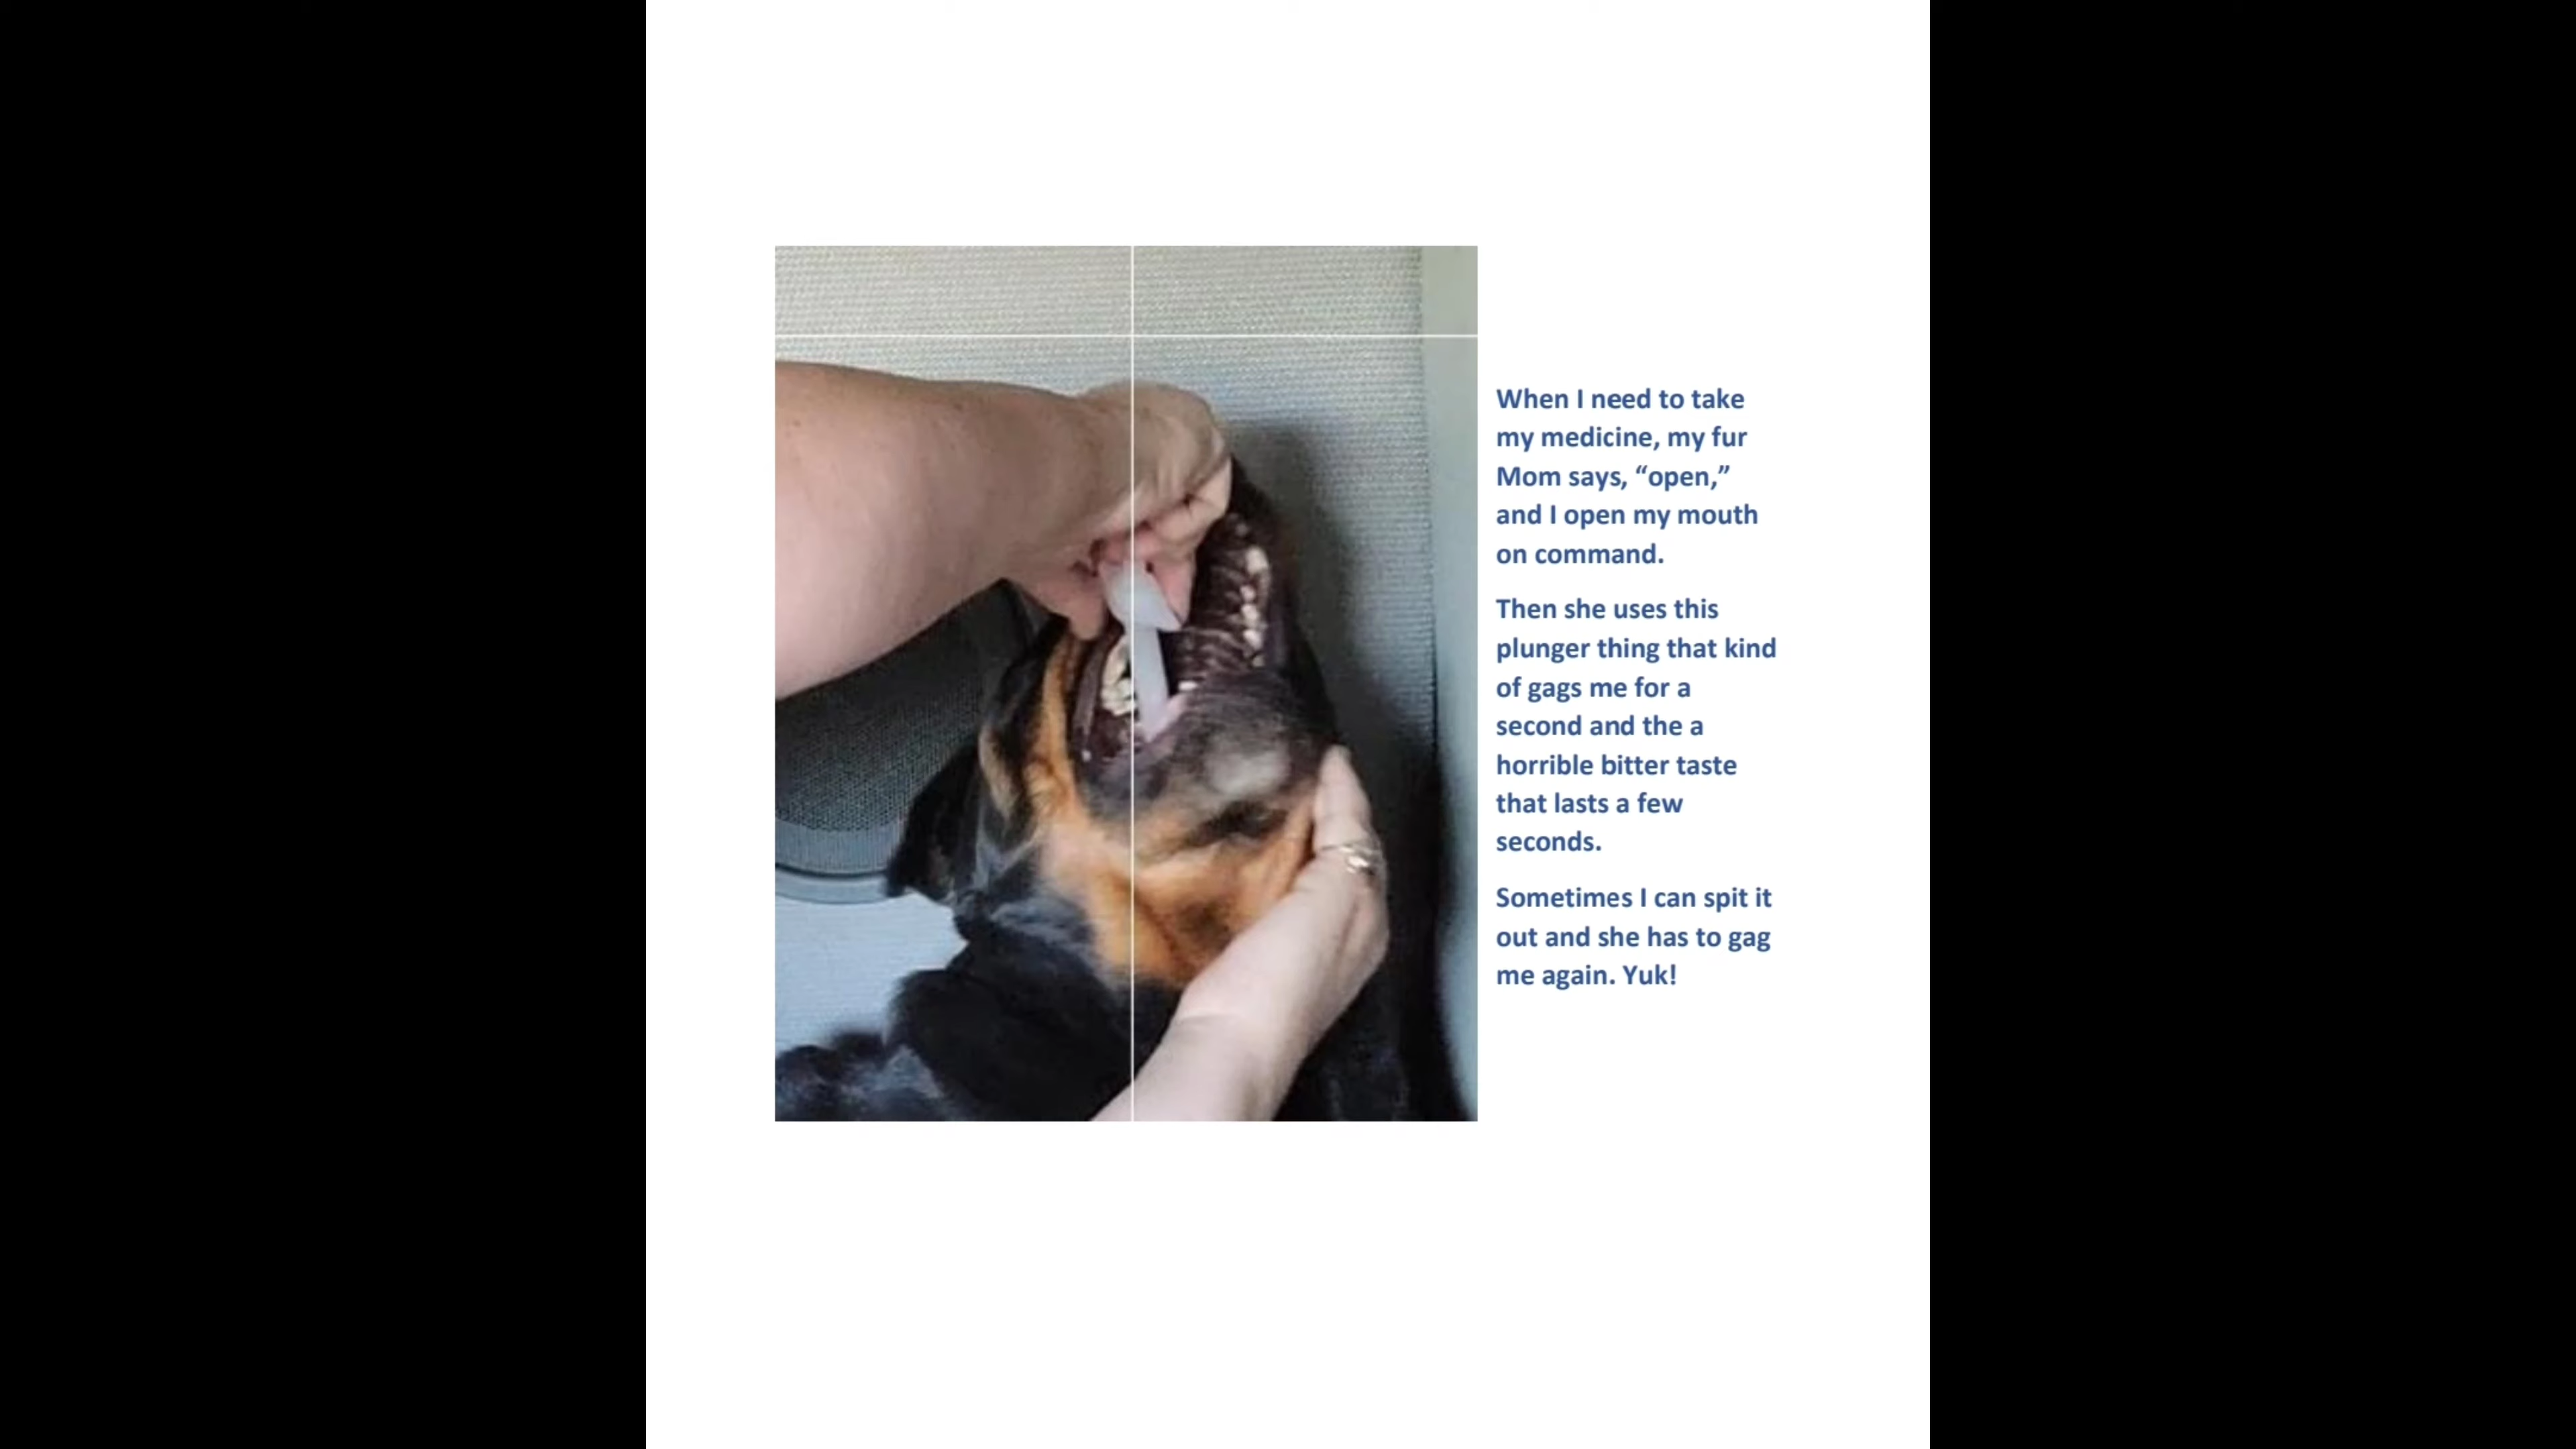 When I need to take
my medicine, my fur
Mom says, “open,”
and I open my mouth
on command.
Then she uses this
plunger thing that kind
of gags me for a
second and the a
horrible bitter taste
that lasts a few
seconds.
Sometimes I can spit it
out and she has to gag
me again. Yuk!